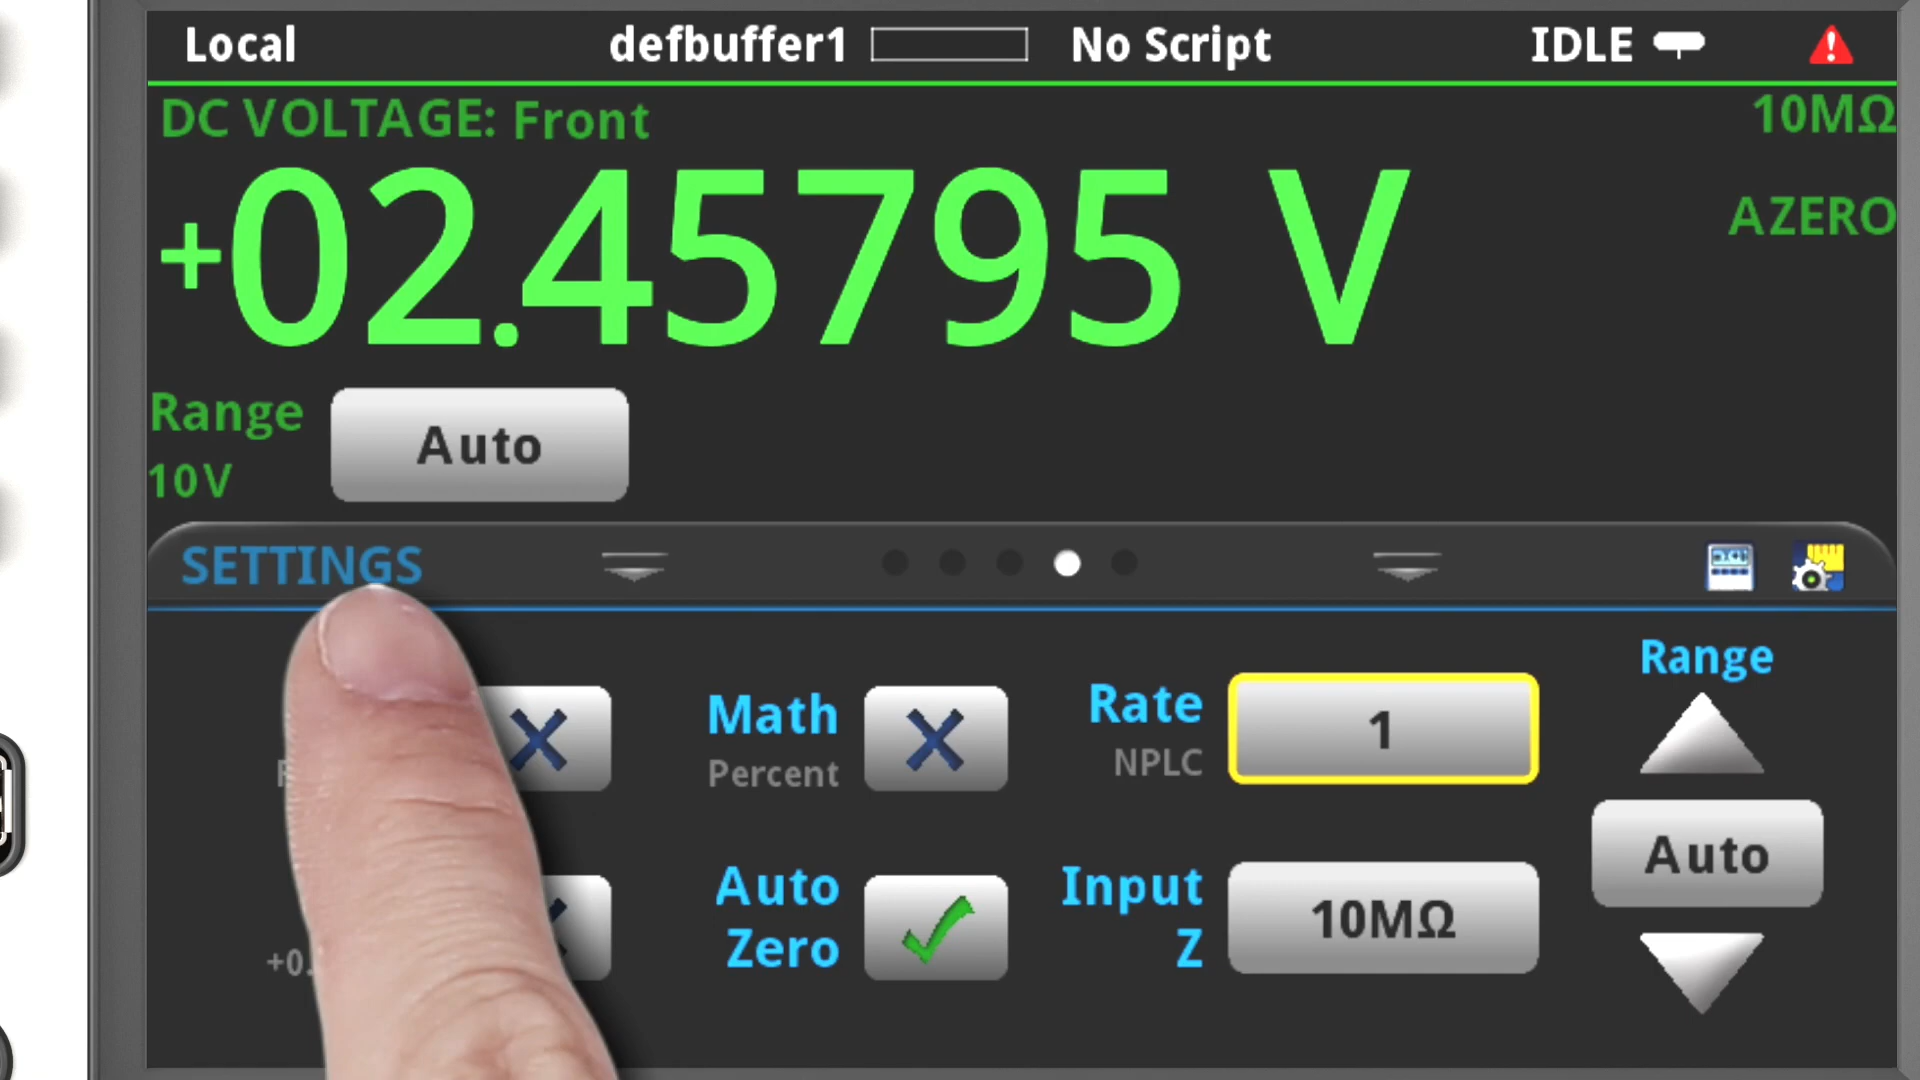 Local defbuffer1 No Script IDLE
DC VOLTAGE: Front 10MΩ
+02.45795 V
AZERO
Range
10V
Auto
SETTINGS
Range
Math
Percent
Rate
NPLC
1
Auto
Auto
Zero
Input
Z
10MΩ